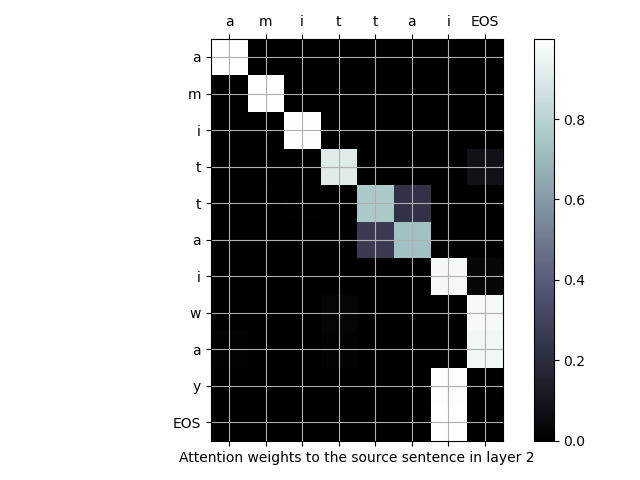 a m i t t a i EOS
a
m
i
t
t
a
i
w
a
y
EOS
0.8
0.6
0.4
0.2
0.0
Attention weights to the source sentence in layer 2